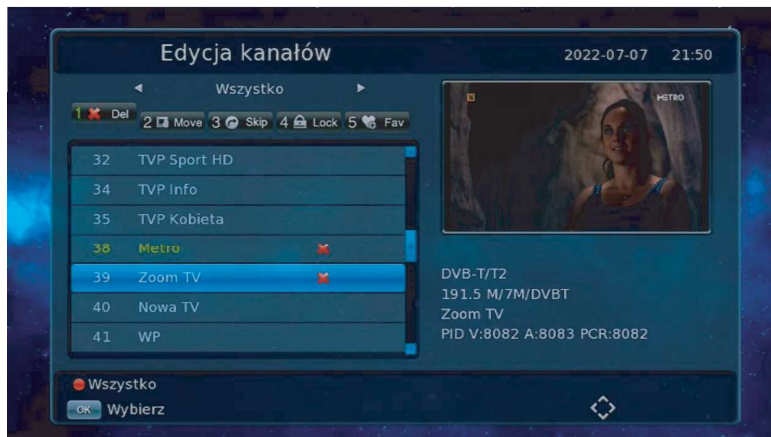 Edycja kanałów
2022-07-07 21:50
Wszystko
1 Del 2 Move 3 Skip 4 Lock 5 Fav
METRO
32 TVP Sport HD
34 TVP Info
35 TVP Kobieta
38 Metro
39 Zoom TV
40 Nowa TV
41 WP
DVB-T/T2
191.5 M/7M/DVBT
Zoom TV
PID V:8082 A:8083 PCR:8082
Wszystko
OK Wybierz